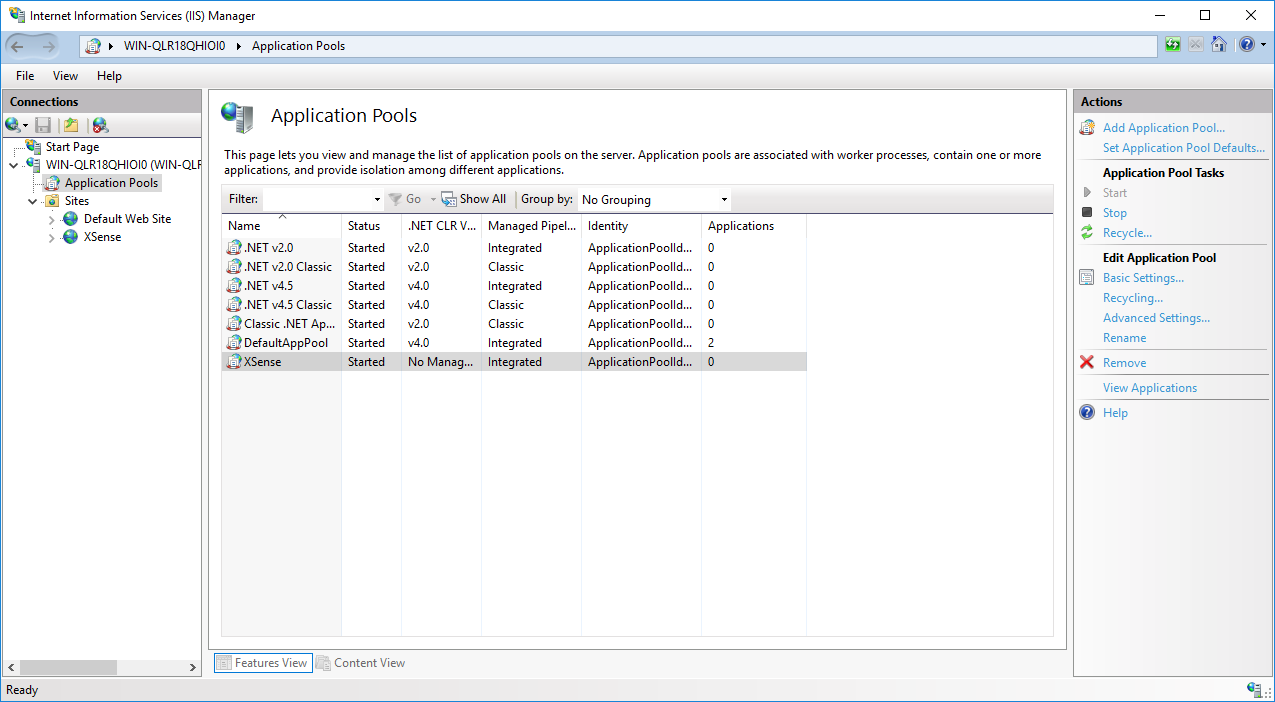 Internet Information Services (IIS) Manager
WIN-QLR18QHIOI0 Application Pools
File View Help
Connections
Start Page
WIN-QLR18QHIOI0 (WIN-QLR
Application Pools
Sites
Default Web Site
XSense
Application Pools
This page lets you view and manage the list of application pools on the server. Application pools are associated with worker processes, contain one or more
applications, and provide isolation among different applications.
Filter: Go Show All Group by: No Grouping
Name Status .NET CLR V... Managed Pipel... Identity Applications
.NET v2.0 Started v2.0 Integrated ApplicationPoolId... 0
.NET v2.0 Classic Started v2.0 Classic ApplicationPoolId... 0
.NET v4.5 Started v4.0 Integrated ApplicationPoolId... 0
.NET v4.5 Classic Started v4.0 Classic ApplicationPoolId... 0
Classic .NET Ap... Started v2.0 Classic ApplicationPoolId... 0
DefaultAppPool Started v4.0 Integrated ApplicationPoolId... 2
XSense Started No Manag... Integrated ApplicationPoolId... 0
Features View Content View
Actions
Add Application Pool...
Set Application Pool Defaults...
Application Pool Tasks
Start
Stop
Recycle...
Edit Application Pool
Basic Settings...
Recycling...
Advanced Settings...
Rename
Remove
View Applications
Help
Ready